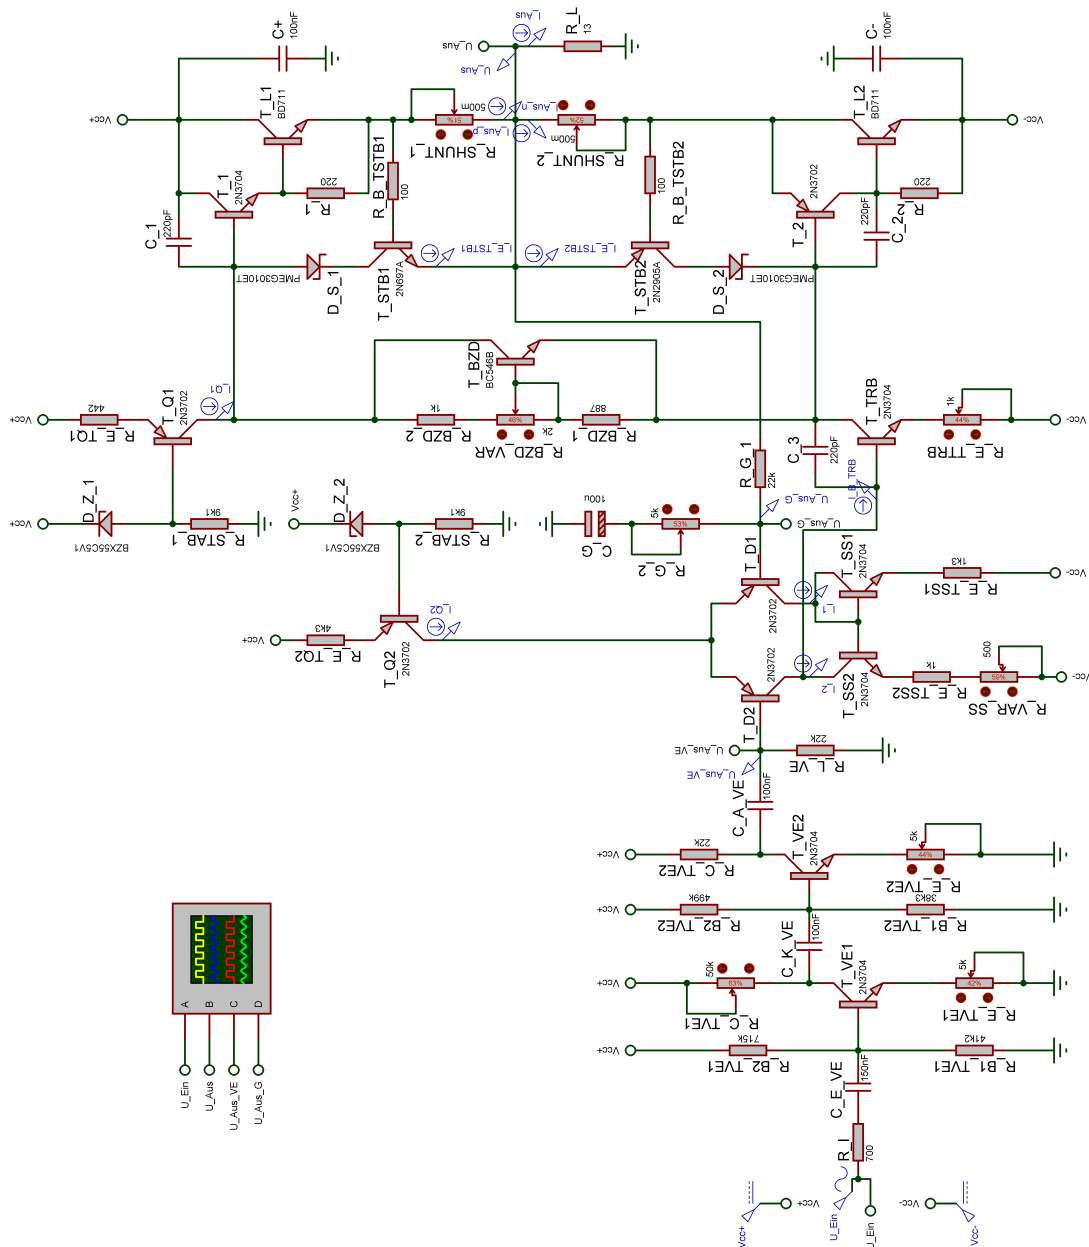 I_Aus
R_L
13
U_Aus
U_Aus
C+
100nF
C-
100nF
Vcc+
T_L1
BD711
500m
51%
R_SHUNT_1
I_Aus_n
I_Aus_p
500m
52%
R_SHUNT_2
T_L2
BD711
Vcc-
T_1
2N3704
220
R_1
R_B_TSTB1
100
R_B_TSTB2
100
2N3702
T_2
220
R_2
C_1
220pF
220pF
C_2
PMEG3010ET
D_S_1
T_STB1
2N697A
I_E_TSTB1
I_E_TSTB2
T_STB2
2N2905A
D_S_2
PMEG3010ET
T_BZD
BC546B
Vcc+
442
R_E_TQ1
T_Q1
2N3702
I_Q1
1k
R_BZD_2
46%
2k
R_BZD_VAR
887
R_BZD_1
T_TRB
2N3704
1k
44%
R_E_TTRB
Vcc-
C_3
220pF
I_B_TRB
R_G_1
22k
Vcc+
D_Z_1
BZX55C5V1
9k1
R_STAB_1
Vcc+
D_Z_2
BZX55C5V1
9k1
R_STAB_2
100u
C_G
5k
53%
R_G_2
U_Aus_G
U_Aus_G
T_D1
2N3702
T_SS1
2N3704
1k3
R_E_TSS1
Vcc-
I_1
Vcc+
4k3
R_E_TQ2
T_Q2
2N3702
I_Q2
2N3702
T_D2
I_2
T_SS2
2N3704
1k
R_E_TSS2
500
59%
R_VAR_SS
Vcc-
U_Aus_VE
U_Aus_VE
22k
R_L_VE
C_A_VE
100nF
Vcc+
22k
R_C_TVE2
T_VE2
2N3704
5k
44%
R_E_TVE2
Vcc+
499k
R_B2_TVE2
38k3
R_B1_TVE2
C_K_VE
100nF
Vcc+
50k
63%
R_C_TVE1
T_VE1
2N3704
5k
42%
R_E_TVE1
Vcc+
715k
R_B2_TVE1
41k2
R_B1_TVE1
C_E_VE
150nF
R_I
700
A
B
C
D
U_Ein
U_Aus
U_Aus_VE
U_Aus_G
Vcc+
Vcc+
U_Ein
U_Ein
Vcc-
Vcc-